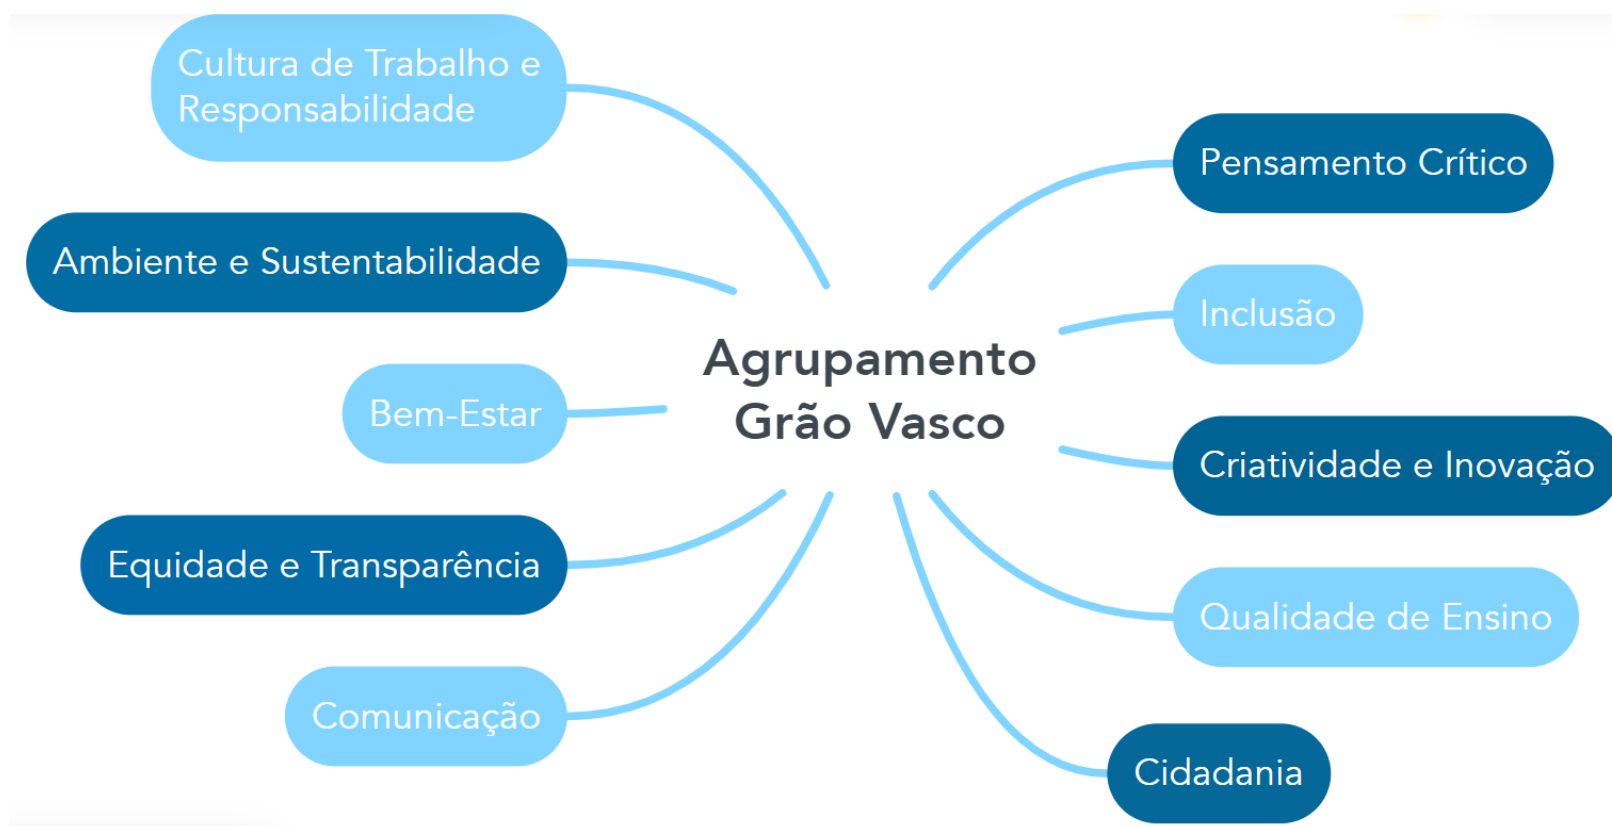 Cultura de Trabalho e
Responsabilidade
Ambiente e Sustentabilidade
Bem-Estar
Equidade e Transparência
Comunicação
Agrupamento
Grão Vasco
Pensamento Crítico
Inclusão
Criatividade e Inovação
Qualidade de Ensino
Cidadania